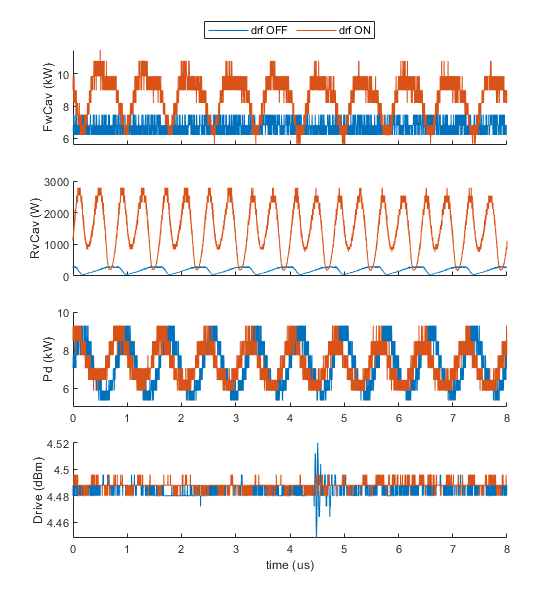 drf OFF drf ON
FwCav (kW)
10
8
6
RvCav (W)
3000
2000
1000
0
Pd (kW)
10
8
6
0 1 2 3 4 5 6 7 8
Drive (dBm)
4.52
4.5
4.48
4.46
0 1 2 3 4 5 6 7 8
time (us)